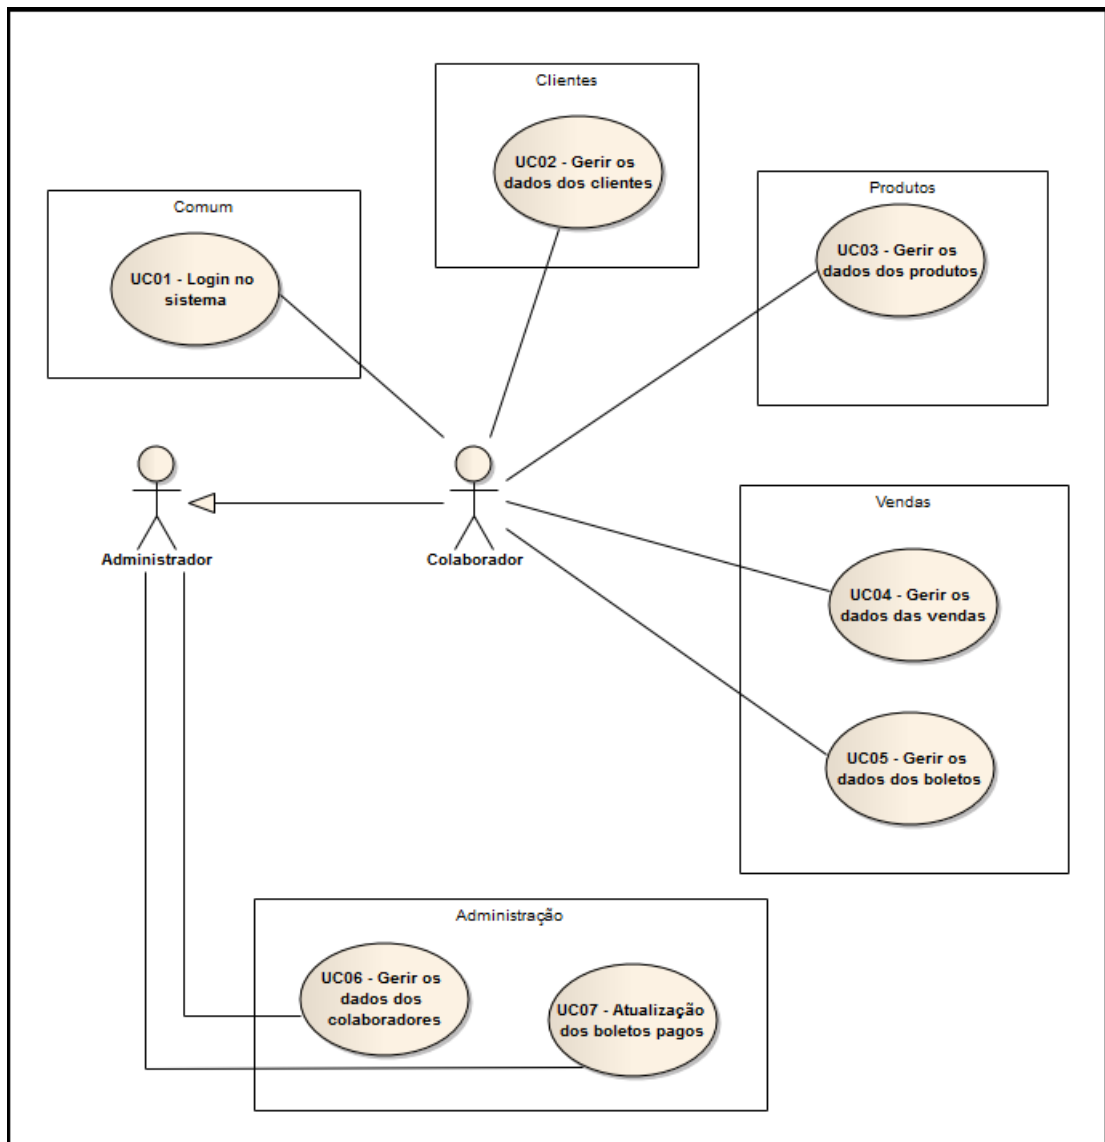 Clientes
UC02 - Gerir os
dados dos clientes
Produtos
UC03 - Gerir os
dados dos produtos
Comum
UC01 - Login no
sistema
Administrador
Colaborador
Vendas
UC04 - Gerir os
dados das vendas
UC05 - Gerir os
dados dos boletos
Administração
UC06 - Gerir os
dados dos
colaboradores
UC07 - Atualização
dos boletos pagos